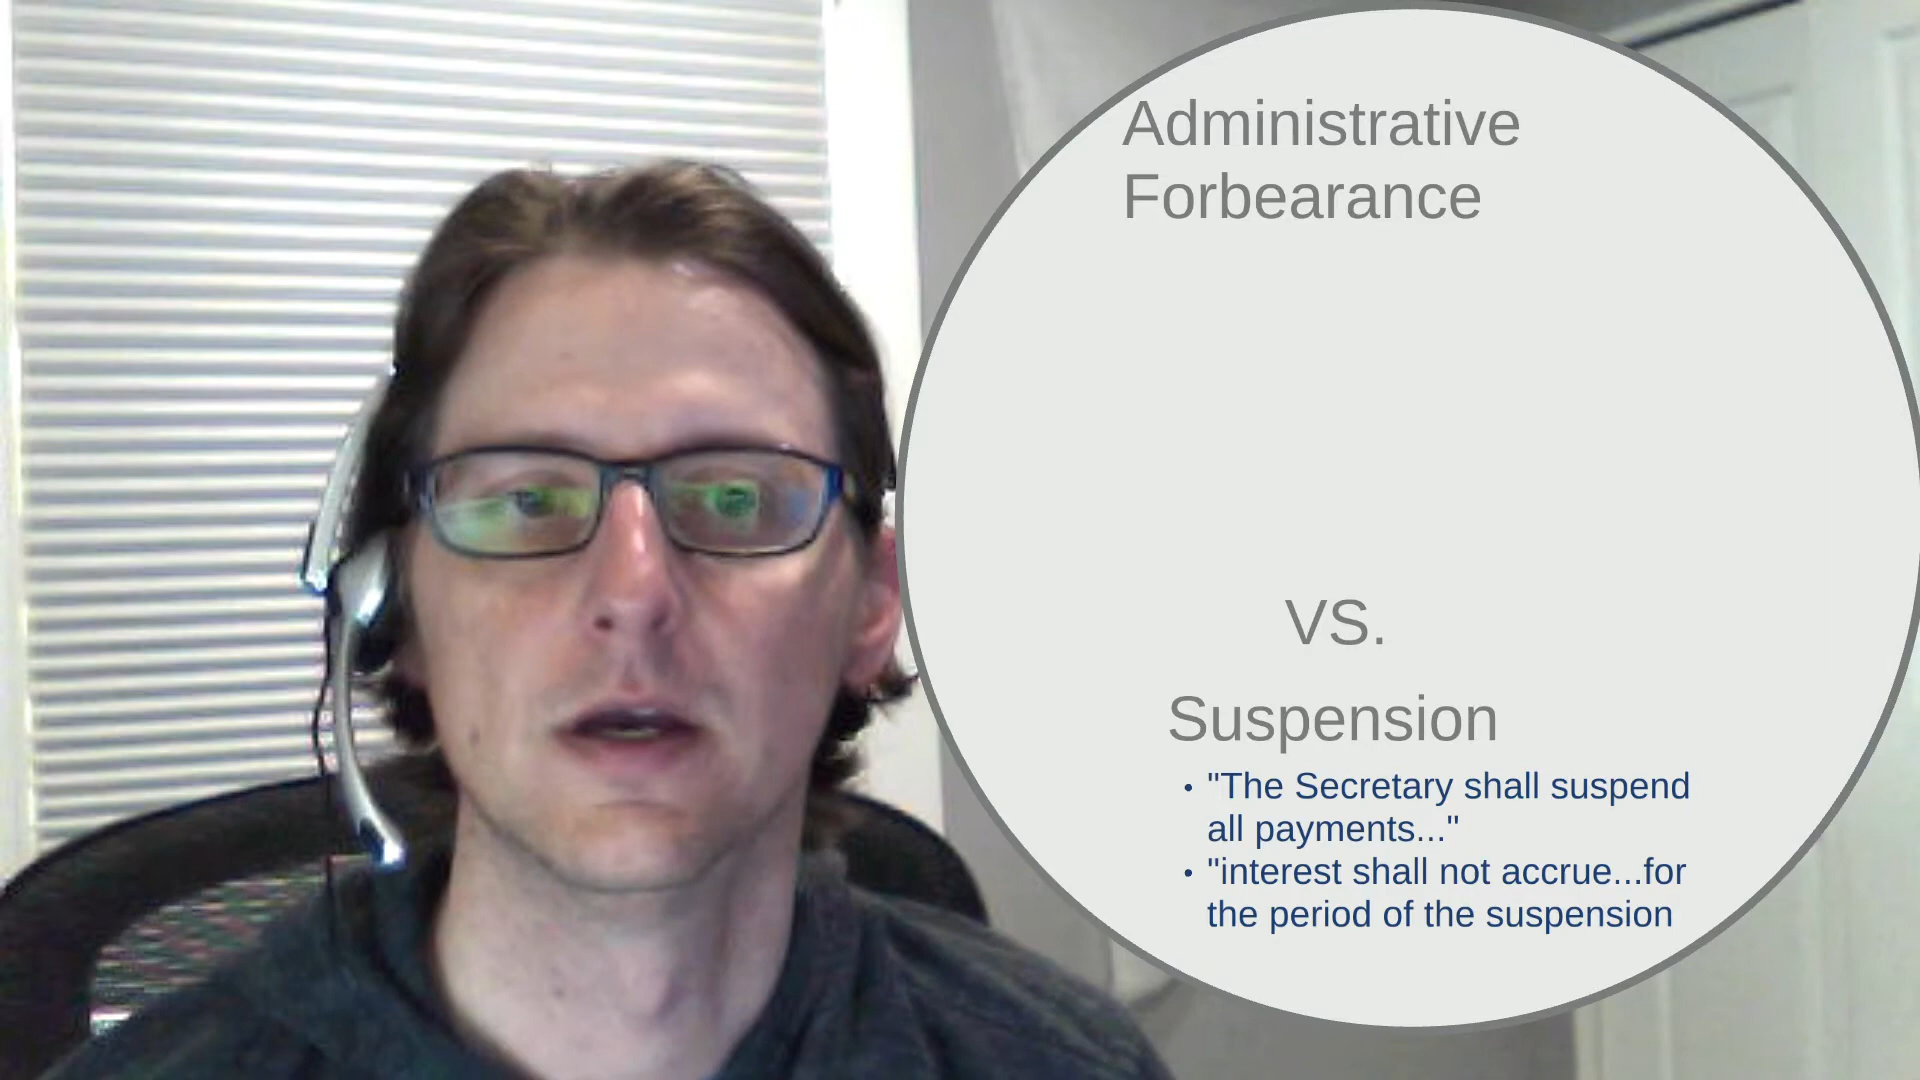 Administrative
Forbearance
VS.
Suspension
• "The Secretary shall suspend
all payments..."
• "interest shall not accrue...for
the period of the suspension